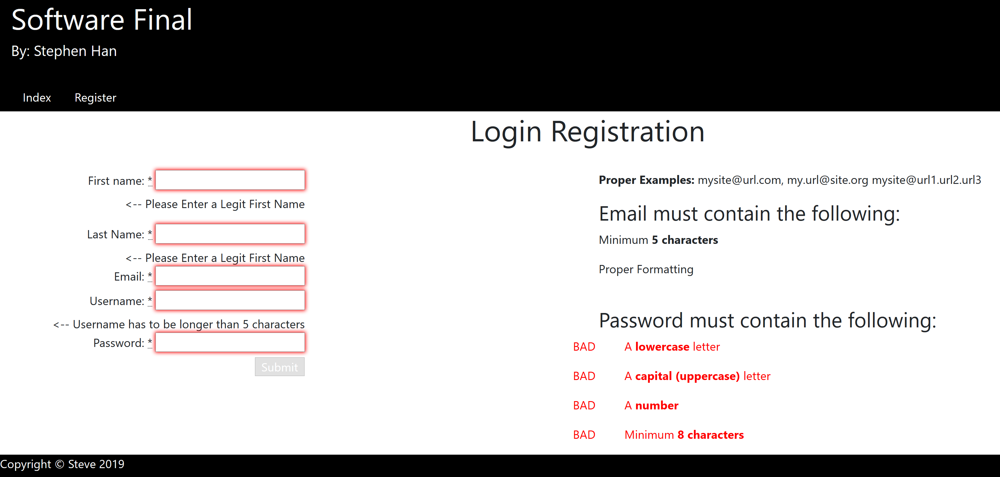 Software Final
By: Stephen Han
Index Register
Login Registration
First name: *
<-- Please Enter a Legit First Name
Last Name: *
<-- Please Enter a Legit First Name
Email: *
Username: *
<-- Username has to be longer than 5 characters
Password: *
Submit
Proper Examples: mysite@url.com, my.url@site.org mysite@url1.url2.url3
Email must contain the following:
Minimum 5 characters
Proper Formatting
Password must contain the following:
BAD A lowercase letter
BAD A capital (uppercase) letter
BAD A number
BAD Minimum 8 characters
Copyright © Steve 2019